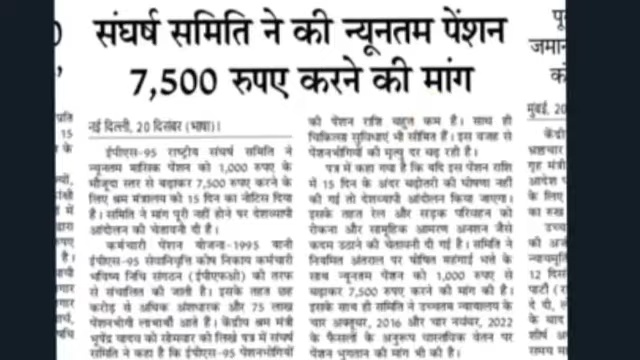 संघर्ष समिति ने की न्यूनतम पेंशन
7,500 रुपए करने की मांग
नई दिल्ली, 20 दिसंबर (भाषा)।
ईपीएस-95 राष्ट्रीय संघर्ष समिति ने
न्यूनतम मासिक पेंशन को 1,000 रुपए के
मौजूदा स्तर से बढ़ाकर 7,500 रुपए करने के
लिए श्रम मंत्रालय को 15 दिन का नोटिस दिया
है। समिति ने मांग पूरी नहीं होने पर देशव्यापी
आंदोलन की चेतावनी दी है।
कर्मचारी पेंशन योजना-1995 यानी
ईपीएस-95 सेवानिवृत्ति कोष निकाय कर्मचारी
भविष्य निधि संगठन (ईपीएफओ) की तरफ
से संचालित की जाती है। इसके तहत छह
करोड़ से अधिक अंशधारक और 75 लाख
पेंशनभोगी लाभार्थी आते हैं। केंद्रीय श्रम मंत्री
भूपेंद्र यादव को सोमवार को लिखे पत्र में संघर्ष
समिति ने कहा है कि ईपीएस-95 पेंशनभोगियों
की पेंशन राशि बहुत कम है। साथ ही
चिकित्सा सुविधाएं भी सीमित हैं। इस वजह से
पेंशनभोगियों की मृत्यु दर बढ़ रही है।
पत्र में कहा गया है कि यदि इस पेंशन राशि
में 15 दिन के अंदर बढ़ोतरी की घोषणा नहीं
की गई तो देशव्यापी आंदोलन किया जाएगा।
इसके तहत रेल और सड़क परिवहन को
रोकना और सामूहिक आमरण अनशन जैसे
कदम उठाने की चेतावनी दी गई है। समिति ने
नियमित अंतराल पर घोषित महंगाई भत्ते के
साथ न्यूनतम पेंशन को 1,000 रुपए से
बढ़ाकर 7,500 रुपए करने की मांग की है।
इसके साथ ही समिति ने उच्चतम न्यायालय के
चार अक्तूबर, 2016 और चार नवंबर, 2022
के फैसलों के अनुरूप वास्तविक वेतन पर
पेंशन भुगतान की मांग भी की है।
जमान
मुंबई, 20